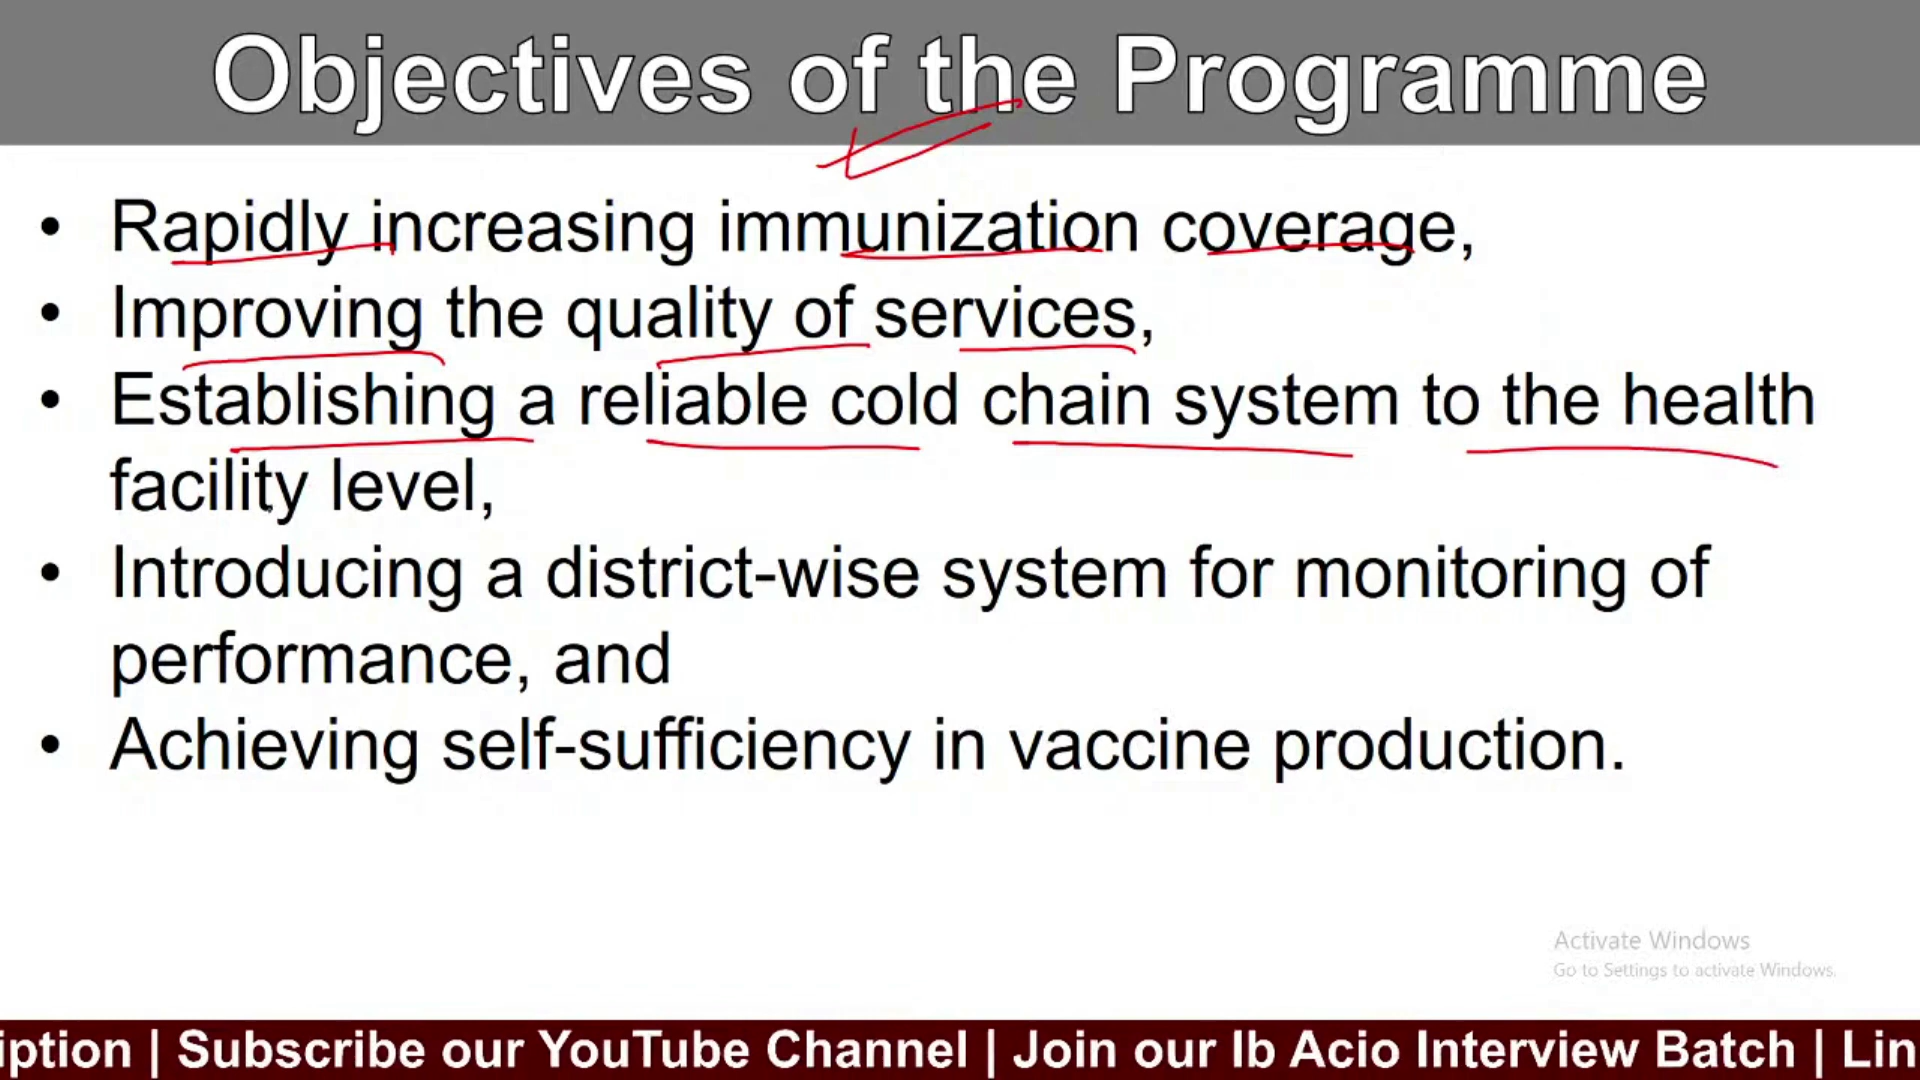 Objectives of the Programme
• Rapidly increasing immunization coverage,
• Improving the quality of services,
• Establishing a reliable cold chain system to the health
facility level,
• Introducing a district-wise system for monitoring of
performance, and
• Achieving self-sufficiency in vaccine production.
Activate Windows
Go to Settings to activate Windows.
iption | Subscribe our YouTube Channel | Join our Ib Acio Interview Batch | Lin